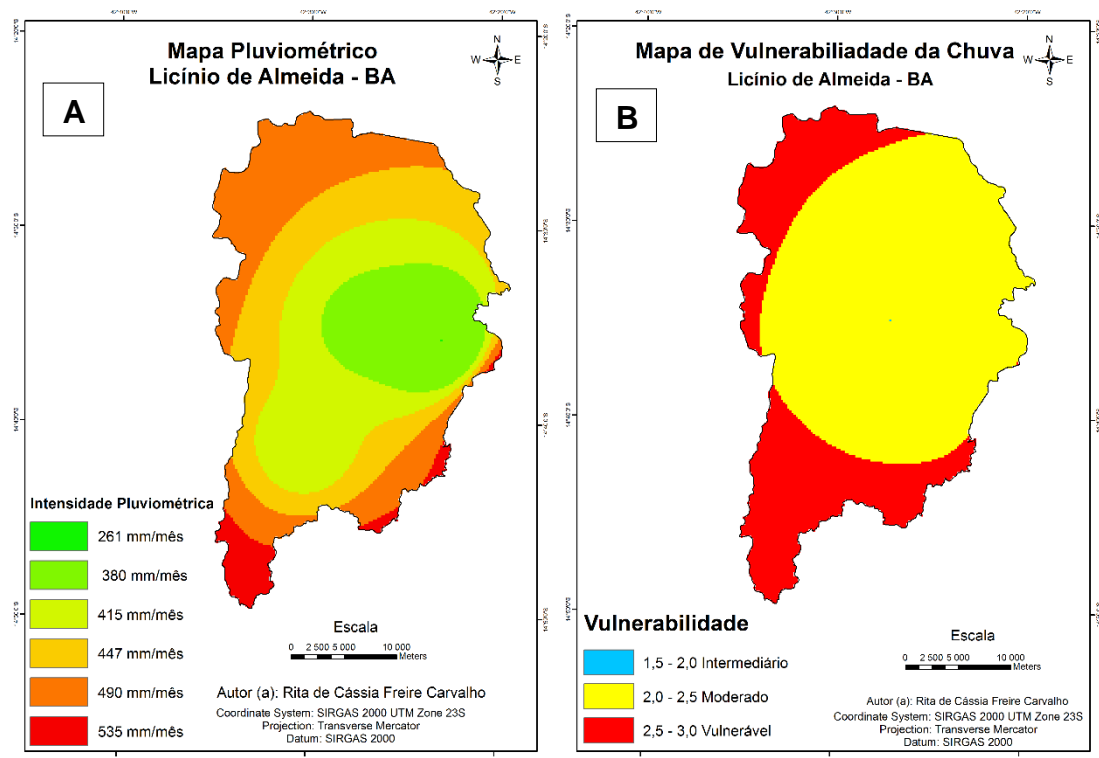 A
Mapa Pluviométrico
Licínio de Almeida - BA
N
W E
S
Intensidade Pluviométrica
261 mm/mês
380 mm/mês
415 mm/mês
447 mm/mês
490 mm/mês
535 mm/mês
Escala
0 2 500 5 000 10 000
Meters
Autor (a): Rita de Cássia Freire Carvalho
Coordinate System: SIRGAS 2000 UTM Zone 23S
Projection: Transverse Mercator
Datum: SIRGAS 2000
B
Mapa de Vulnerabiliadade da Chuva
Licínio de Almeida - BA
N
W E
S
Vulnerabilidade
1,5 - 2,0 Intermediário
2,0 - 2,5 Moderado
2,5 - 3,0 Vulnerável
Escala
0 2 500 5 000 10 000
Meters
Autor (a): Rita de Cássia Freire Carvalho
Coordinate System: SIRGAS 2000 UTM Zone 23S
Projection: Transverse Mercator
Datum: SIRGAS 2000